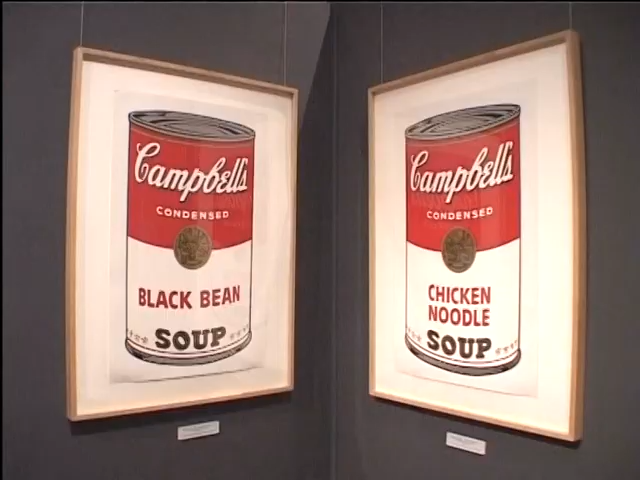 Campbell's
CONDENSED
BLACK BEAN
SOUP
Campbell's
CONDENSED
CHICKEN
NOODLE
SOUP